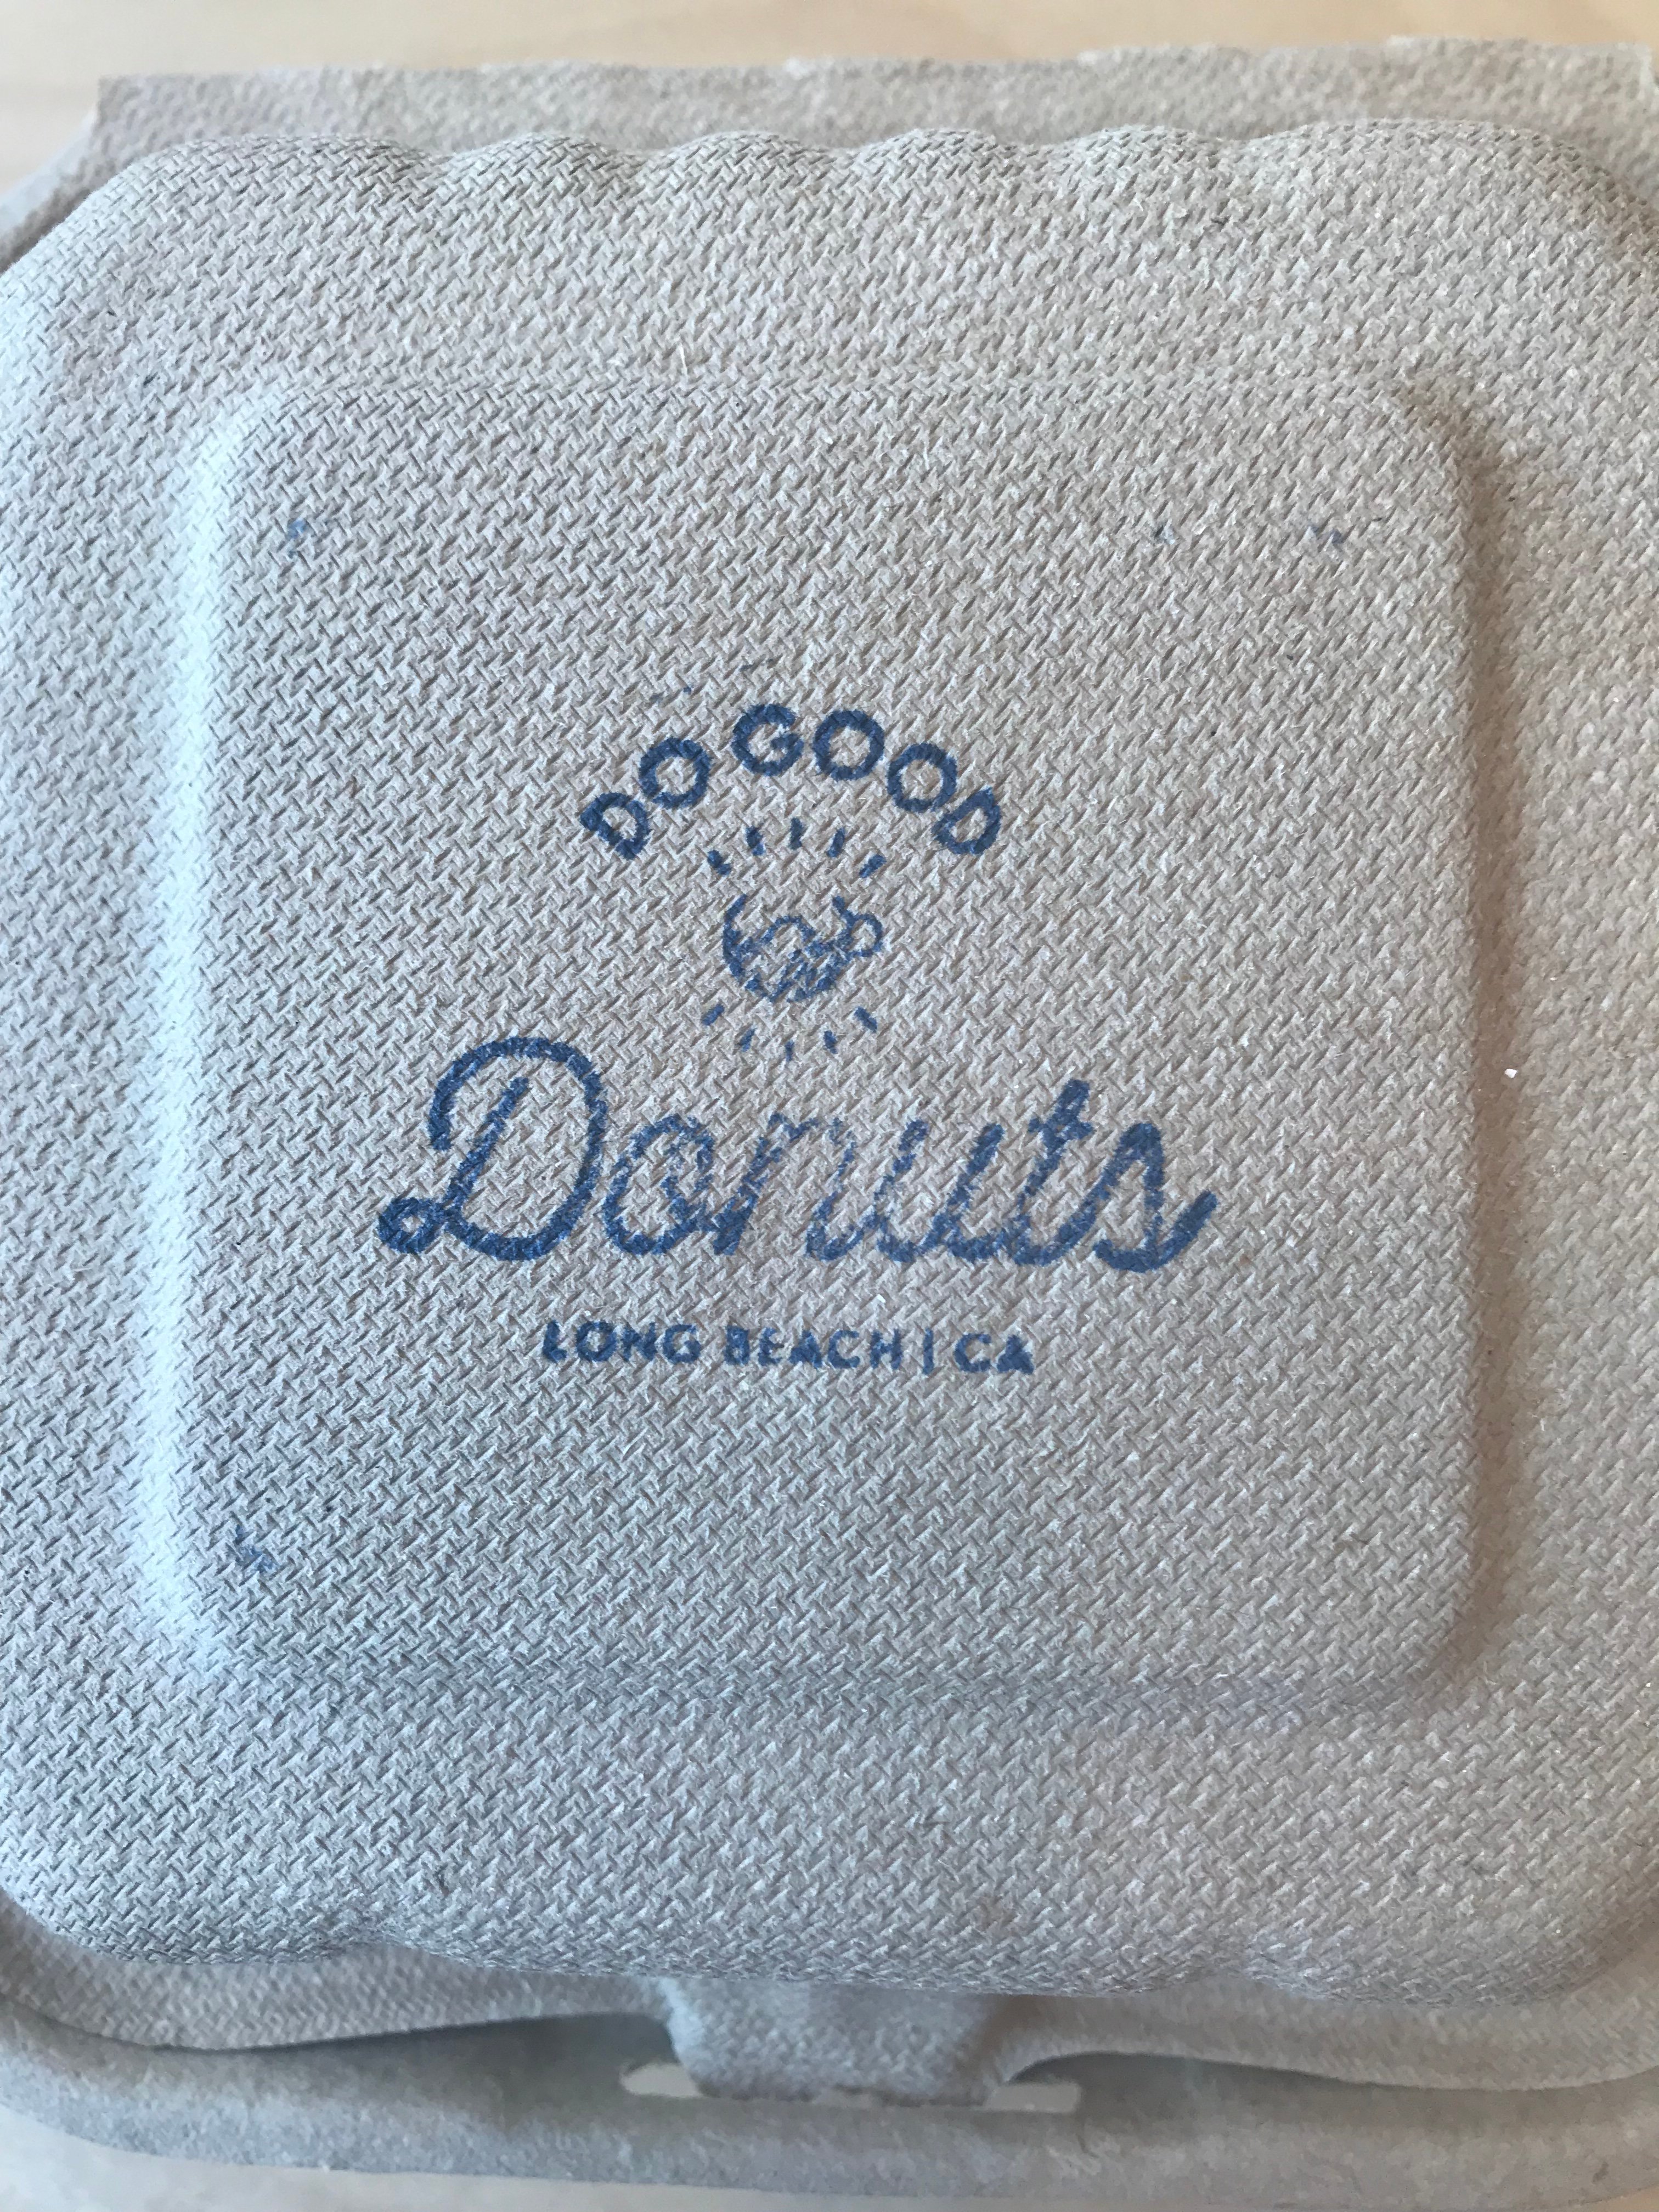 DO GOOD
Donuts
LONG BEACH | CA